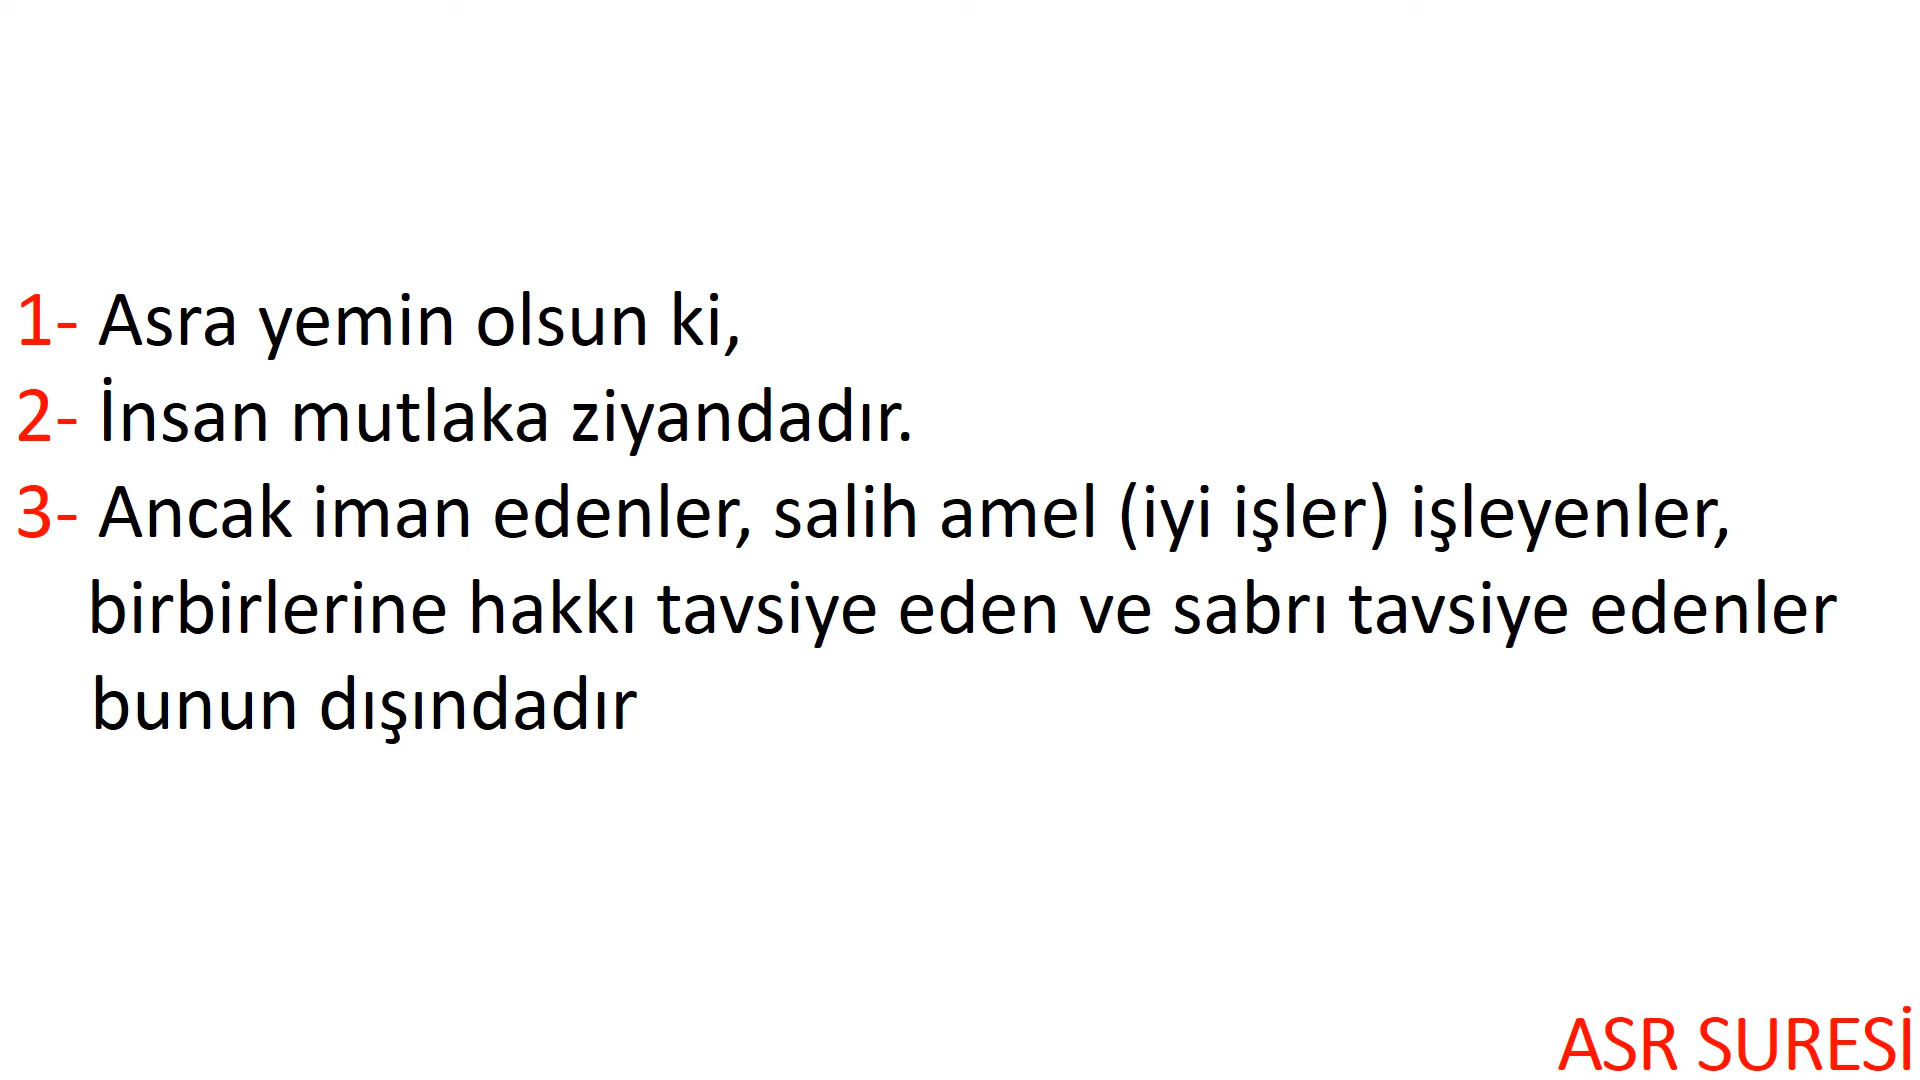 1- Asra yemin olsun ki,
2- İnsan mutlaka ziyandadır.
3- Ancak iman edenler, salih amel (iyi işler) işleyenler,
birbirlerine hakkı tavsiye eden ve sabrı tavsiye edenler
bunun dışındadır
ASR SURESİ